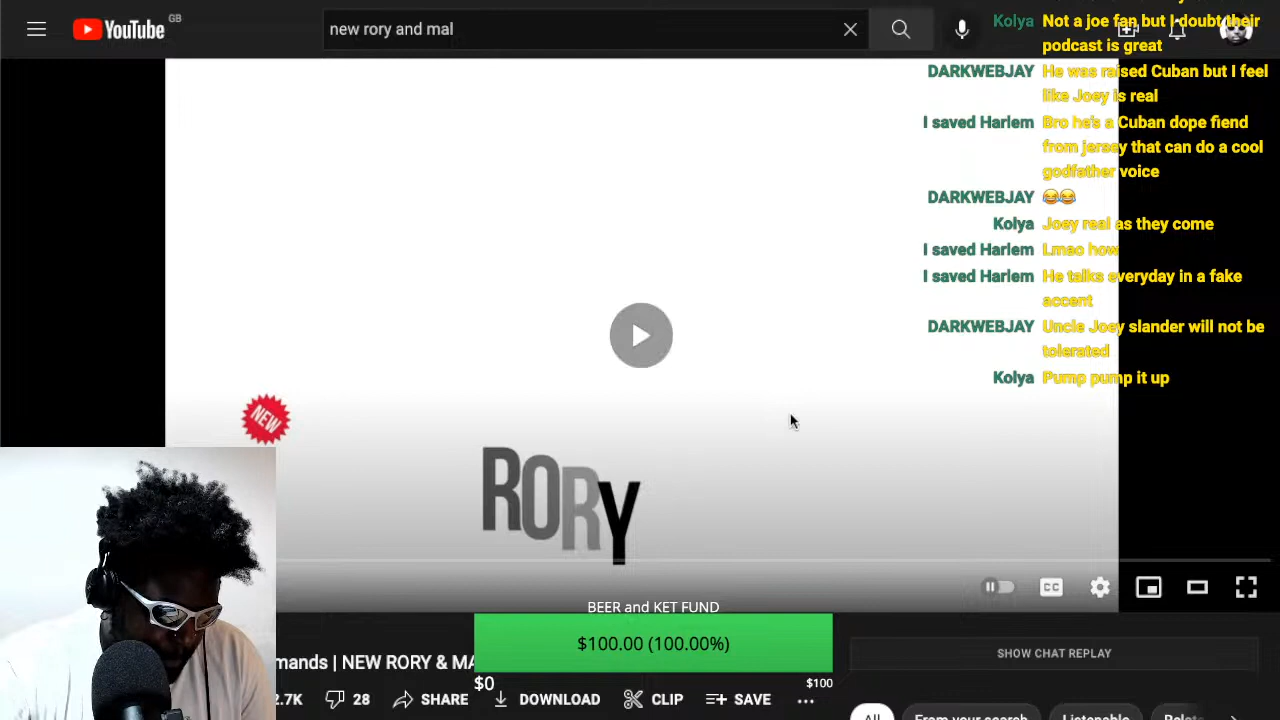 YouTube GB
new rory and mal
Kolya Not a joe fan but I doubt their
podcast is great
DARKWEBJAY He was raised Cuban but I feel
like Joey is real
I saved Harlem Bro he's a Cuban dope fiend
from jersey that can do a cool
godfather voice
DARKWEBJAY 😂😂
Kolya Joey real as they come
I saved Harlem Lmao how
I saved Harlem He talks everyday in a fake
accent
DARKWEBJAY Uncle Joey slander will not be
tolerated
Kolya Pump pump it up
NEW
RORY
CC
BEER and KET FUND
$100.00 (100.00%)
$0 $100
mands | NEW RORY & MA
SHOW CHAT REPLAY
2.7K 28 SHARE DOWNLOAD CLIP SAVE ...
All From your search Listenable Relate